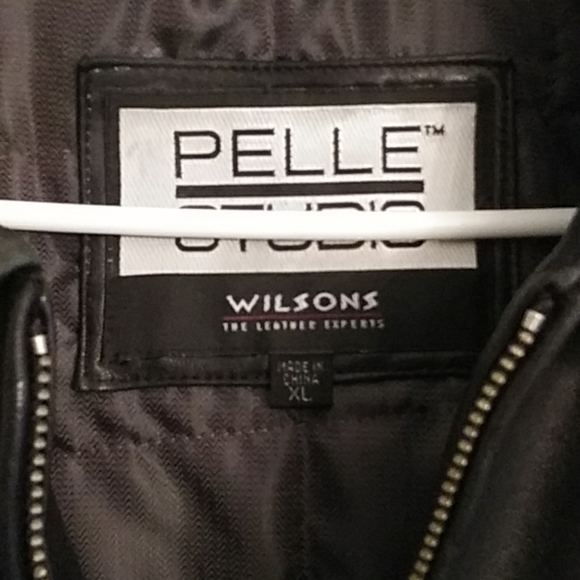 PELLE™
STUDIO
WILSONS
THE LEATHER EXPERTS
MADE IN
CHINA
XL